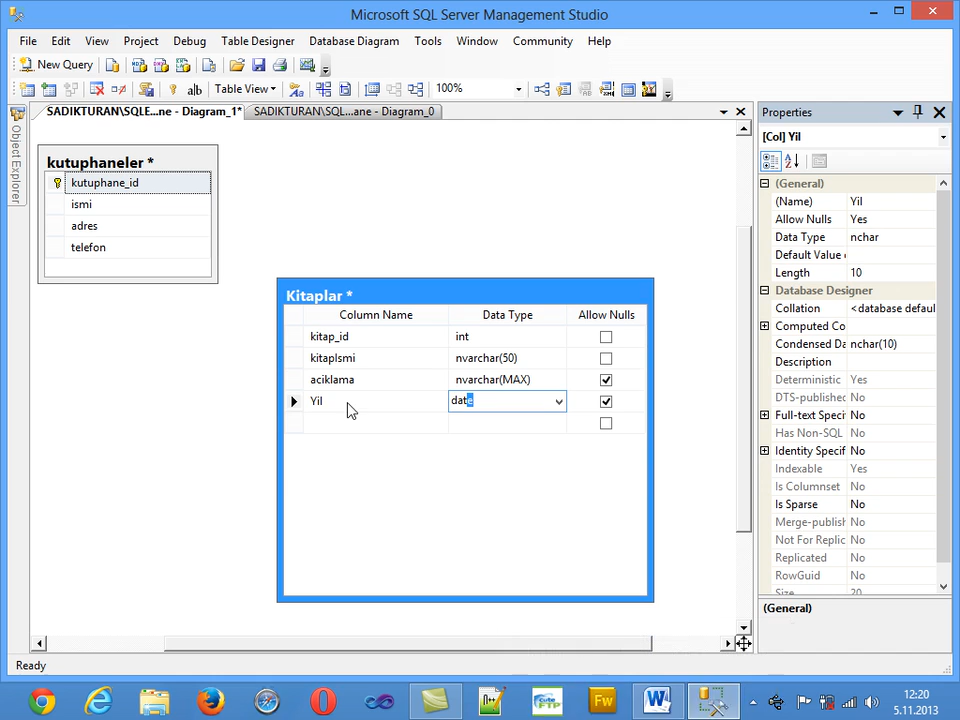 Microsoft SQL Server Management Studio
File Edit View Project Debug Table Designer Database Diagram Tools Window Community Help
New Query
ab Table View 100%
SADIKTURAN\SQLE...ne - Diagram_1* SADIKTURAN\SQL...ane - Diagram_0
Object Explorer
kutuphaneler *
kutuphane_id
ismi
adres
telefon
Kitaplar *
Column Name Data Type Allow Nulls
kitap_id int
kitapIsmi nvarchar(50)
aciklama nvarchar(MAX)
Yil date
Properties
[Col] Yil
(General)
(Name) Yil
Allow Nulls Yes
Data Type nchar
Default Value
Length 10
Database Designer
Collation <database defaul
Computed Co
Condensed Da nchar(10)
Description
Deterministic Yes
DTS-published No
Full-text Speci No
Has Non-SQL No
Identity Specif No
Indexable Yes
Is Columnset No
Is Sparse No
Merge-publish No
Not For Replic No
Replicated No
RowGuid No
Size 20
(General)
Ready
12:20
5.11.2013